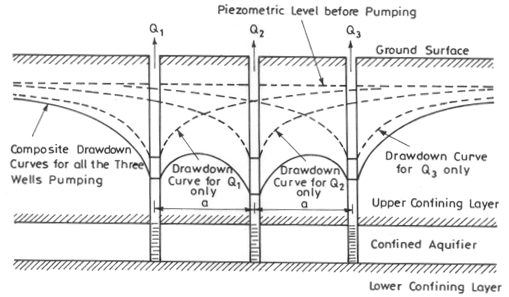 Q1
Q2
Q3
Piezometric Level before Pumping
Ground Surface
Composite Drawdown
Curves for all the Three
Wells Pumping
Drawdown
Curve for Q1
only
a
Drawdown
Curve for Q2
only
a
Drawdown Curve
for Q3 only
Upper Confining Layer
Confined Aquifier
Lower Confining Layer